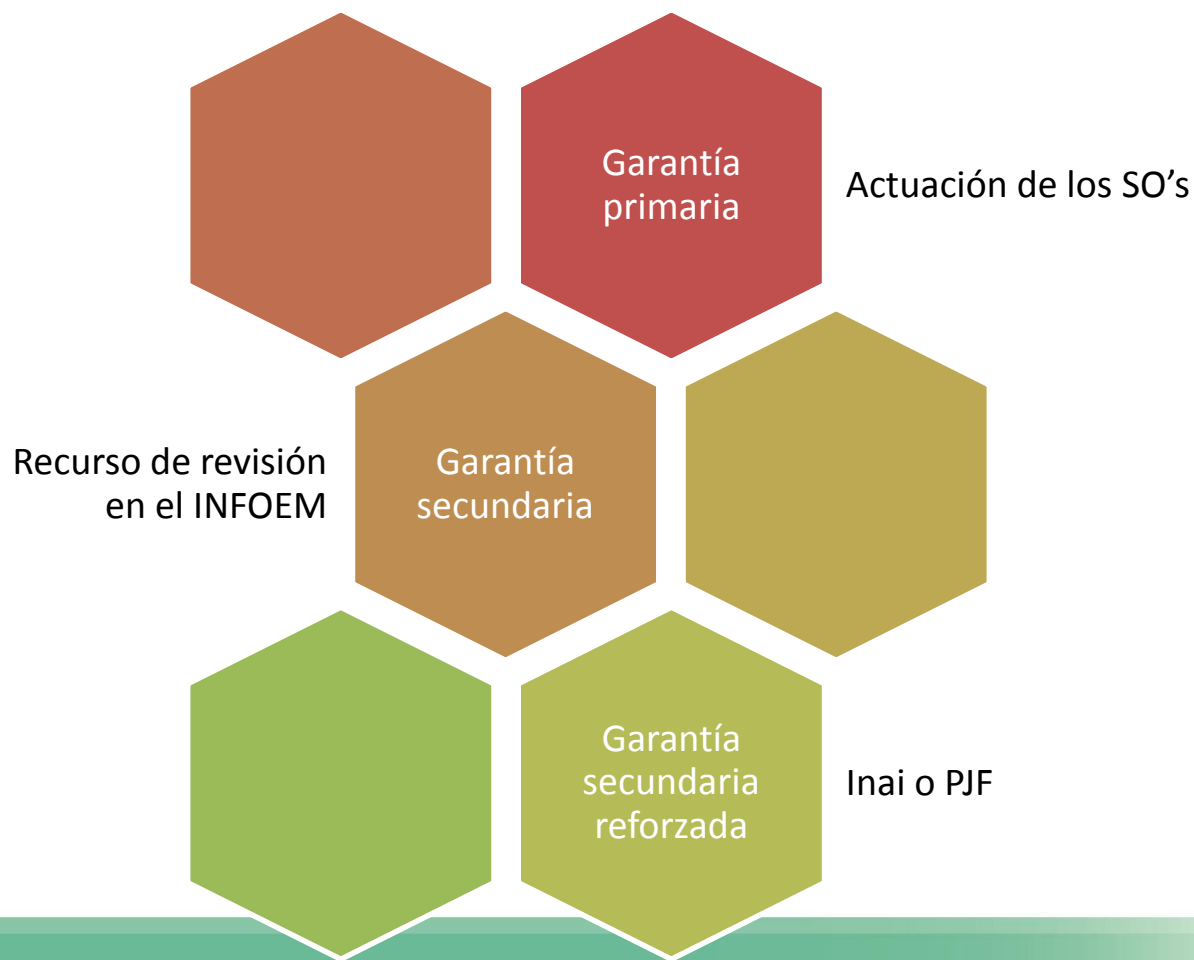 Garantía
primaria
Actuación de los SO’s
Recurso de revisión
en el INFOEM
Garantía
secundaria
Garantía
secundaria
reforzada
Inai o PJF